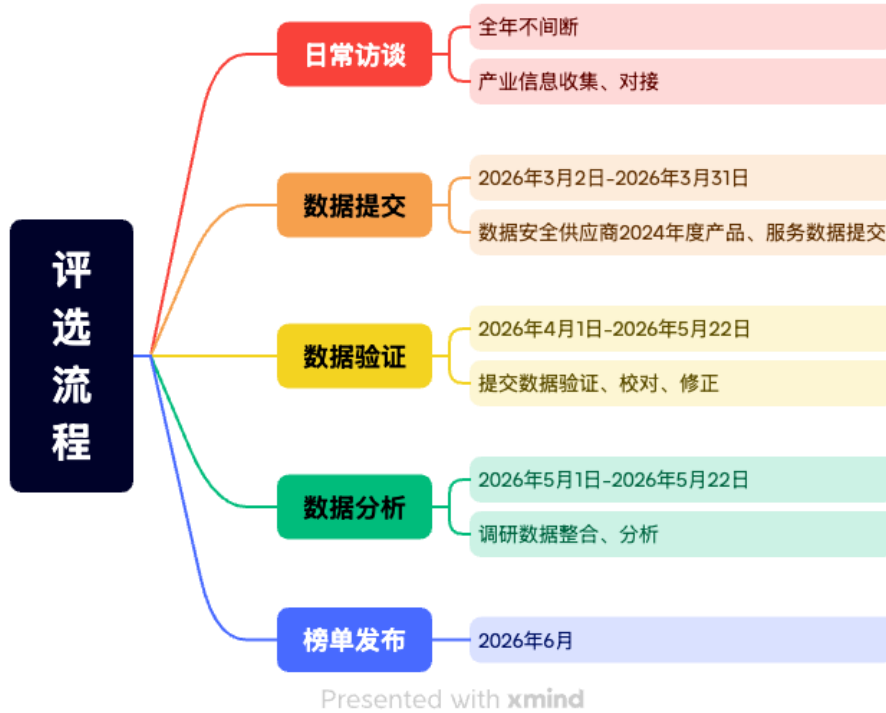 评选流程
日常访谈
全年不间断
产业信息收集、对接
数据提交
2026年3月2日-2026年3月31日
数据安全供应商2024年度产品、服务数据提交
数据验证
2026年4月1日-2026年5月22日
提交数据验证、校对、修正
数据分析
2026年5月1日-2026年5月22日
调研数据整合、分析
榜单发布
2026年6月
Presented with xmind